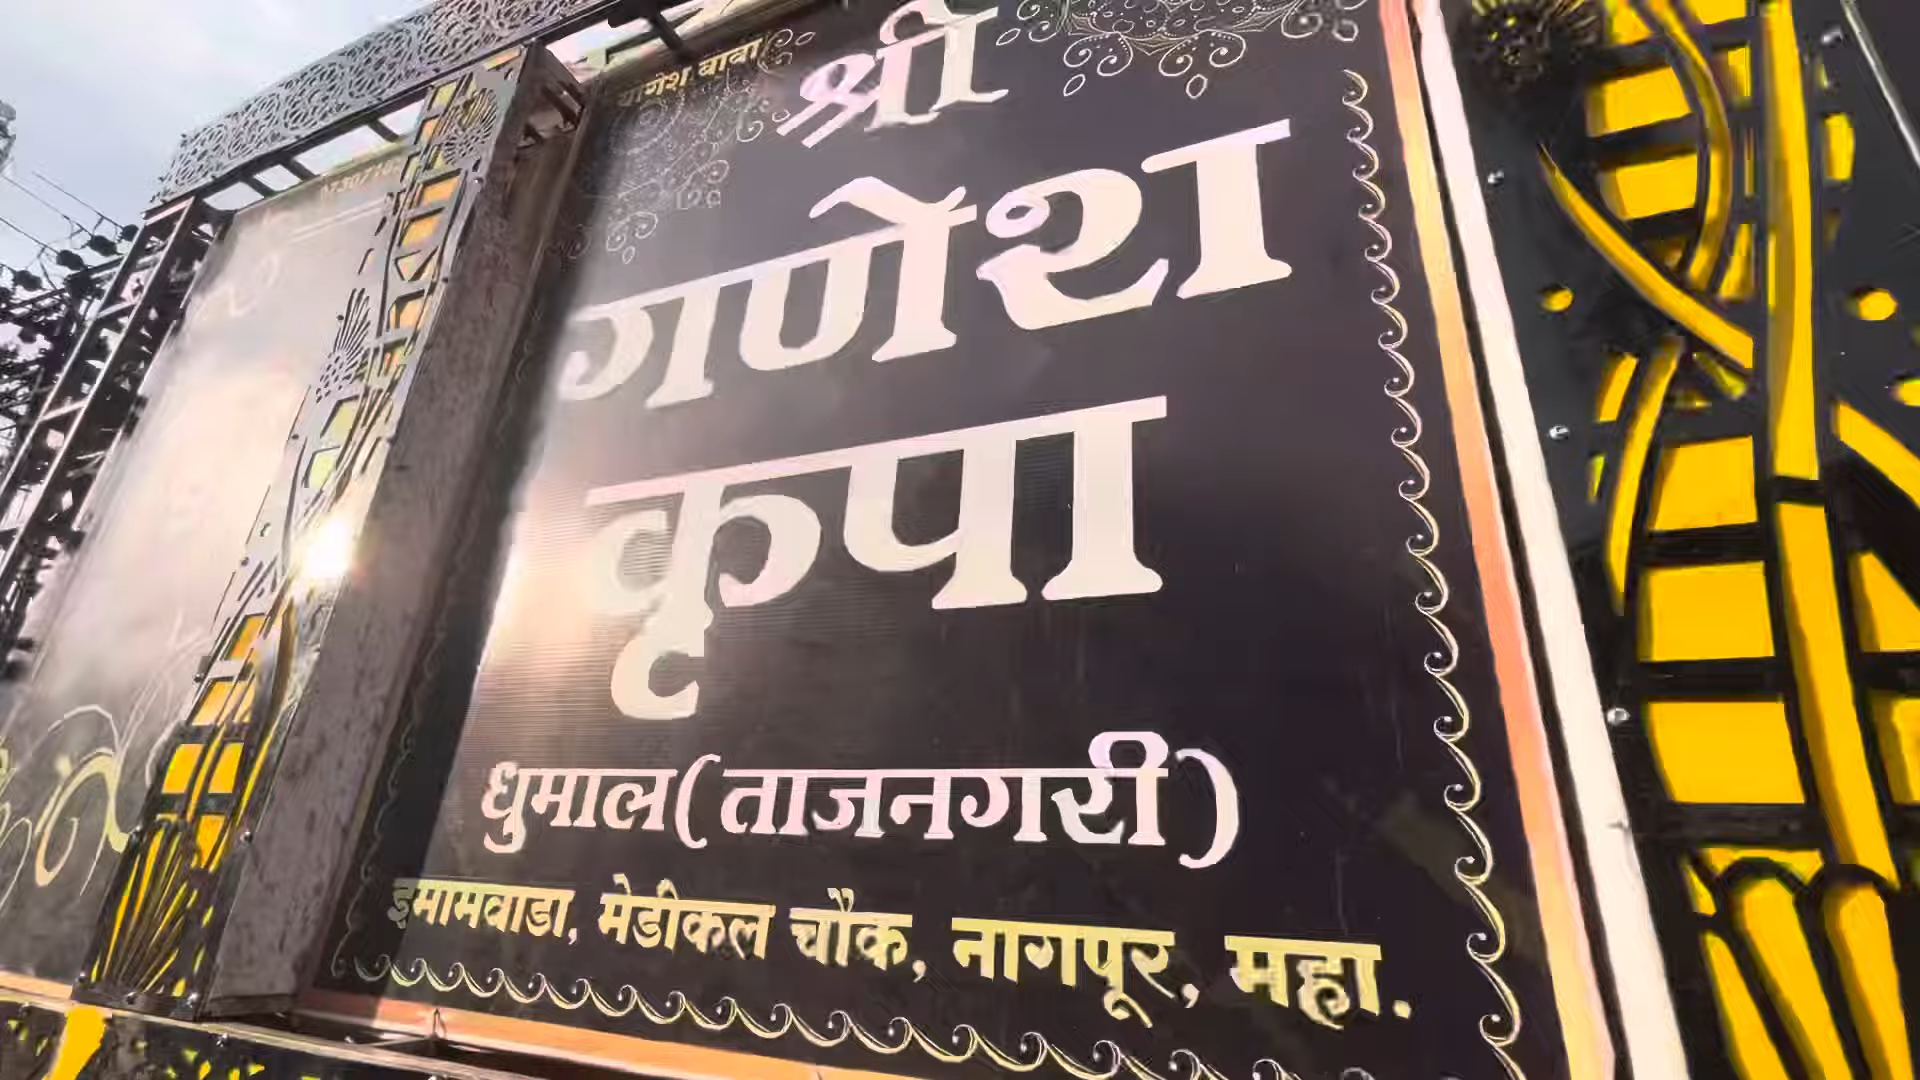 श्री
गणेश
कृपा
धुमाल(ताजनगरी)
इमामवाडा, मेडीकल चौक, नागपूर, महा.